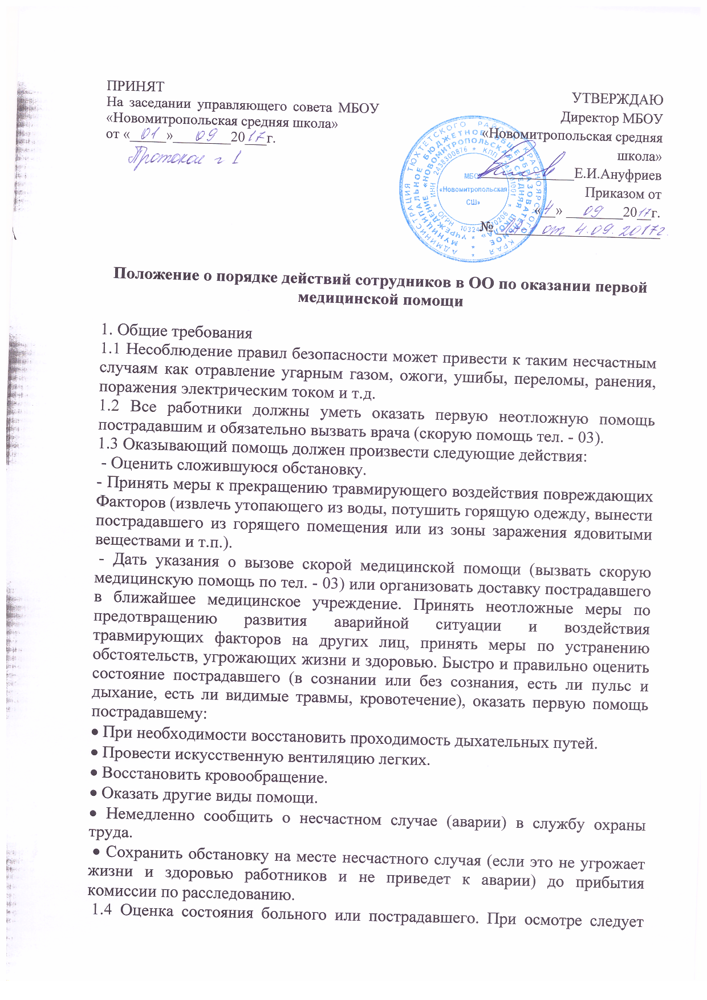 ПРИНЯТ
На заседании управляющего совета МБОУ
«Новомитропольская средняя школа»
от «01» 09 2017г.
Протокол г 1
УТВЕРЖДАЮ
Директор МБОУ
«Новомитропольская средняя
школа»
Е.И.Ануфриев
Приказом от
«4» 09 2017г.
№ от 4.09.2017г.
АДМИНИСТРАЦИЯ ТЮХТЕТСКОГО РАЙОНА КРАСНОЯРСКОГО КРАЯ
МУНИЦИПАЛЬНОЕ БЮДЖЕТНОЕ ОБЩЕОБРАЗОВАТЕЛЬНОЕ
УЧРЕЖДЕНИЕ «НОВОМИТРОПОЛЬСКАЯ СРЕДНЯЯ ШКОЛА»
ИНН 2438300876 * КПП 243801001 * ОГРН
МБОУ
«Новомитропольская
СШ»
Положение о порядке действий сотрудников в ОО по оказании первой
медицинской помощи
1. Общие требования
1.1 Несоблюдение правил безопасности может привести к таким несчастным
случаям как отравление угарным газом, ожоги, ушибы, переломы, ранения,
поражения электрическим током и т.д.
1.2 Все работники должны уметь оказать первую неотложную помощь
пострадавшим и обязательно вызвать врача (скорую помощь тел. - 03).
1.3 Оказывающий помощь должен произвести следующие действия:
- Оценить сложившуюся обстановку.
- Принять меры к прекращению травмирующего воздействия повреждающих
Факторов (извлечь утопающего из воды, потушить горящую одежду, вынести
пострадавшего из горящего помещения или из зоны заражения ядовитыми
веществами и т.п.).
- Дать указания о вызове скорой медицинской помощи (вызвать скорую
медицинскую помощь по тел. - 03) или организовать доставку пострадавшего
в ближайшее медицинское учреждение. Принять неотложные меры по
предотвращению развития аварийной ситуации и воздействия
травмирующих факторов на других лиц, принять меры по устранению
обстоятельств, угрожающих жизни и здоровью. Быстро и правильно оценить
состояние пострадавшего (в сознании или без сознания, есть ли пульс и
дыхание, есть ли видимые травмы, кровотечение), оказать первую помощь
пострадавшему:
• При необходимости восстановить проходимость дыхательных путей.
• Провести искусственную вентиляцию легких.
• Восстановить кровообращение.
• Оказать другие виды помощи.
• Немедленно сообщить о несчастном случае (аварии) в службу охраны
труда.
• Сохранить обстановку на месте несчастного случая (если это не угрожает
жизни и здоровью работников и не приведет к аварии) до прибытия
комиссии по расследованию.
1.4 Оценка состояния больного или пострадавшего. При осмотре следует